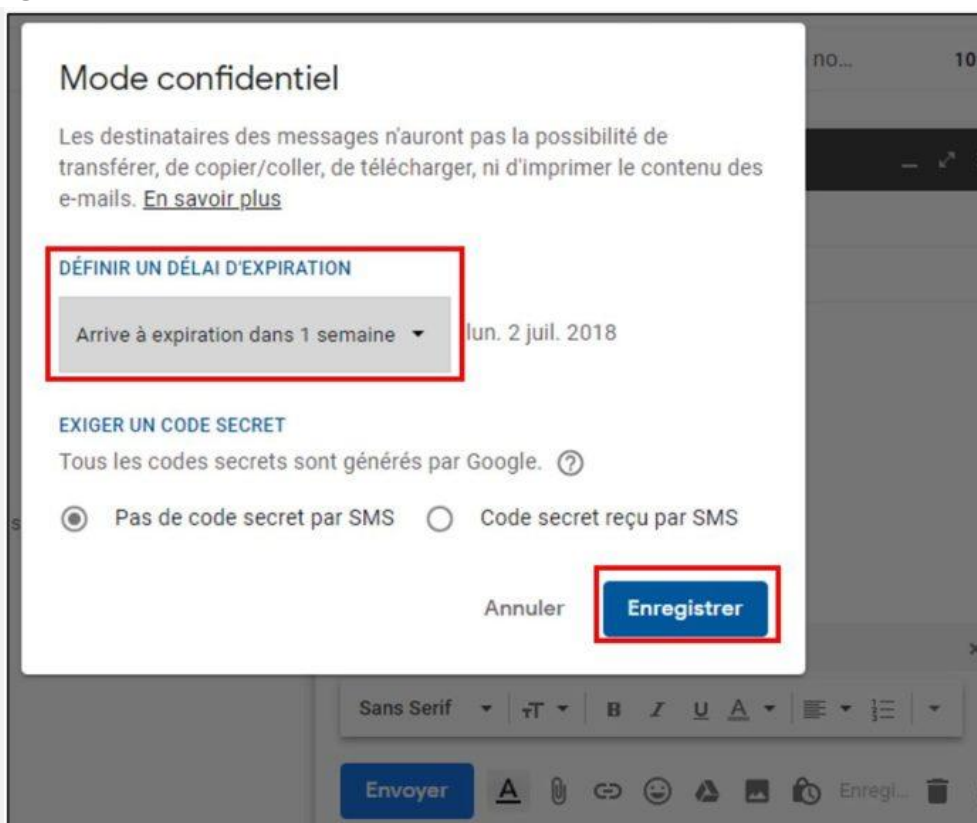 no...
10
Mode confidentiel
Les destinataires des messages n'auront pas la possibilité de
transférer, de copier/coller, de télécharger, ni d'imprimer le contenu des
e-mails. En savoir plus
DÉFINIR UN DÉLAI D'EXPIRATION
Arrive à expiration dans 1 semaine
lun. 2 juil. 2018
EXIGER UN CODE SECRET
Tous les codes secrets sont générés par Google.
Pas de code secret par SMS
Code secret reçu par SMS
Annuler
Enregistrer
Sans Serif
Envoyer
Enregi...